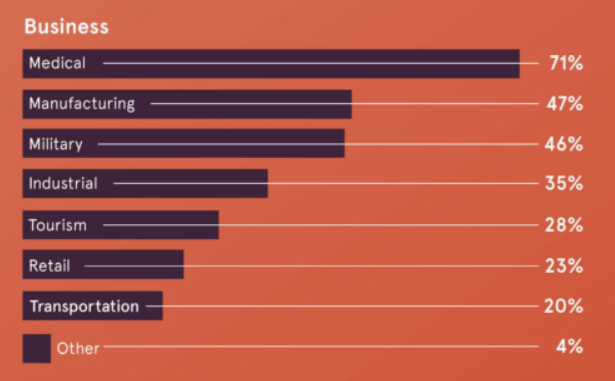 Business
Medical 71%
Manufacturing 47%
Military 46%
Industrial 35%
Tourism 28%
Retail 23%
Transportation 20%
Other 4%